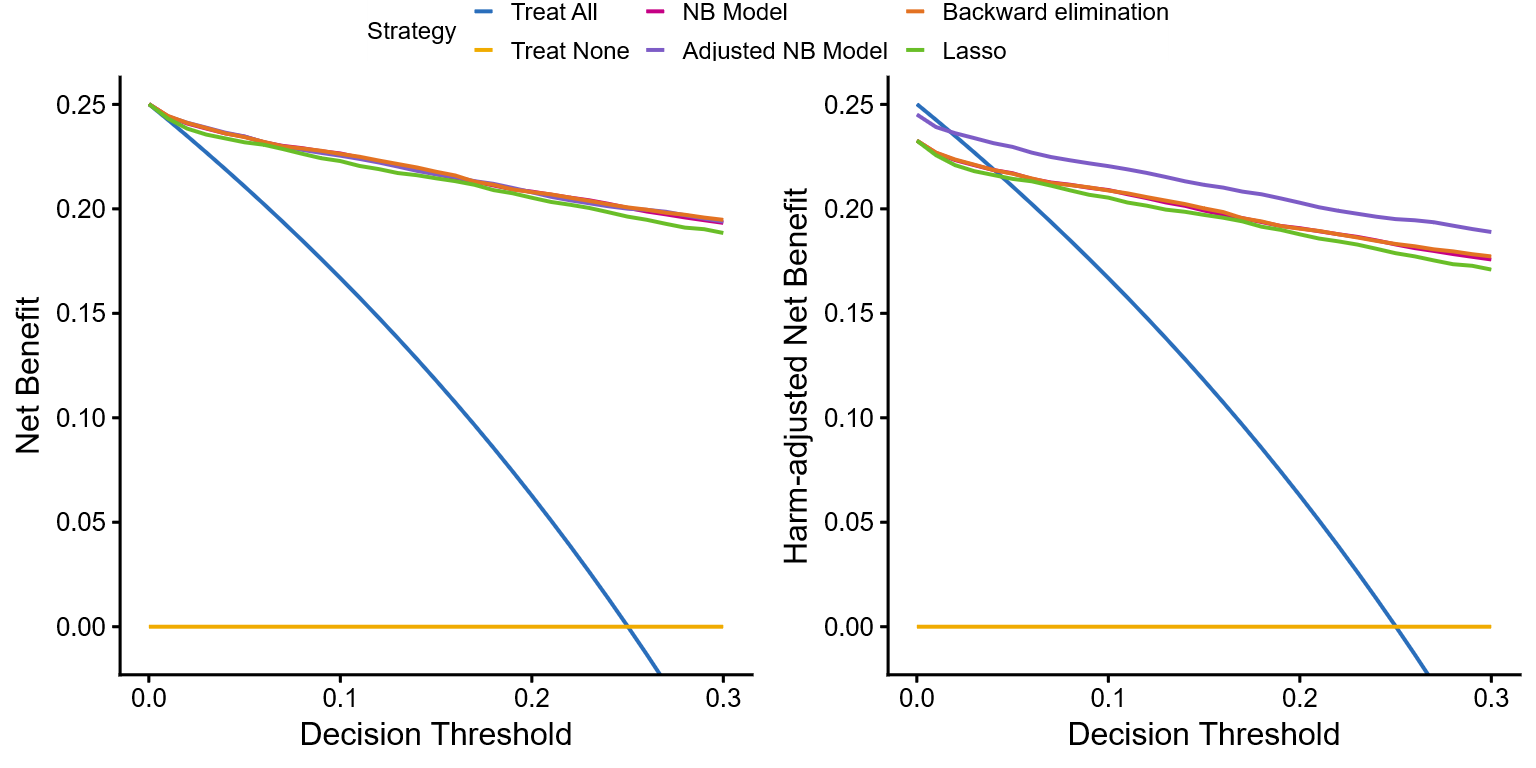 Strategy
Treat All
NB Model
Backward elimination
Treat None
Adjusted NB Model
Lasso
Net Benefit
0.25
0.20
0.15
0.10
0.05
0.00
0.0
0.1
0.2
0.3
Decision Threshold
Harm-adjusted Net Benefit
0.25
0.20
0.15
0.10
0.05
0.00
0.0
0.1
0.2
0.3
Decision Threshold